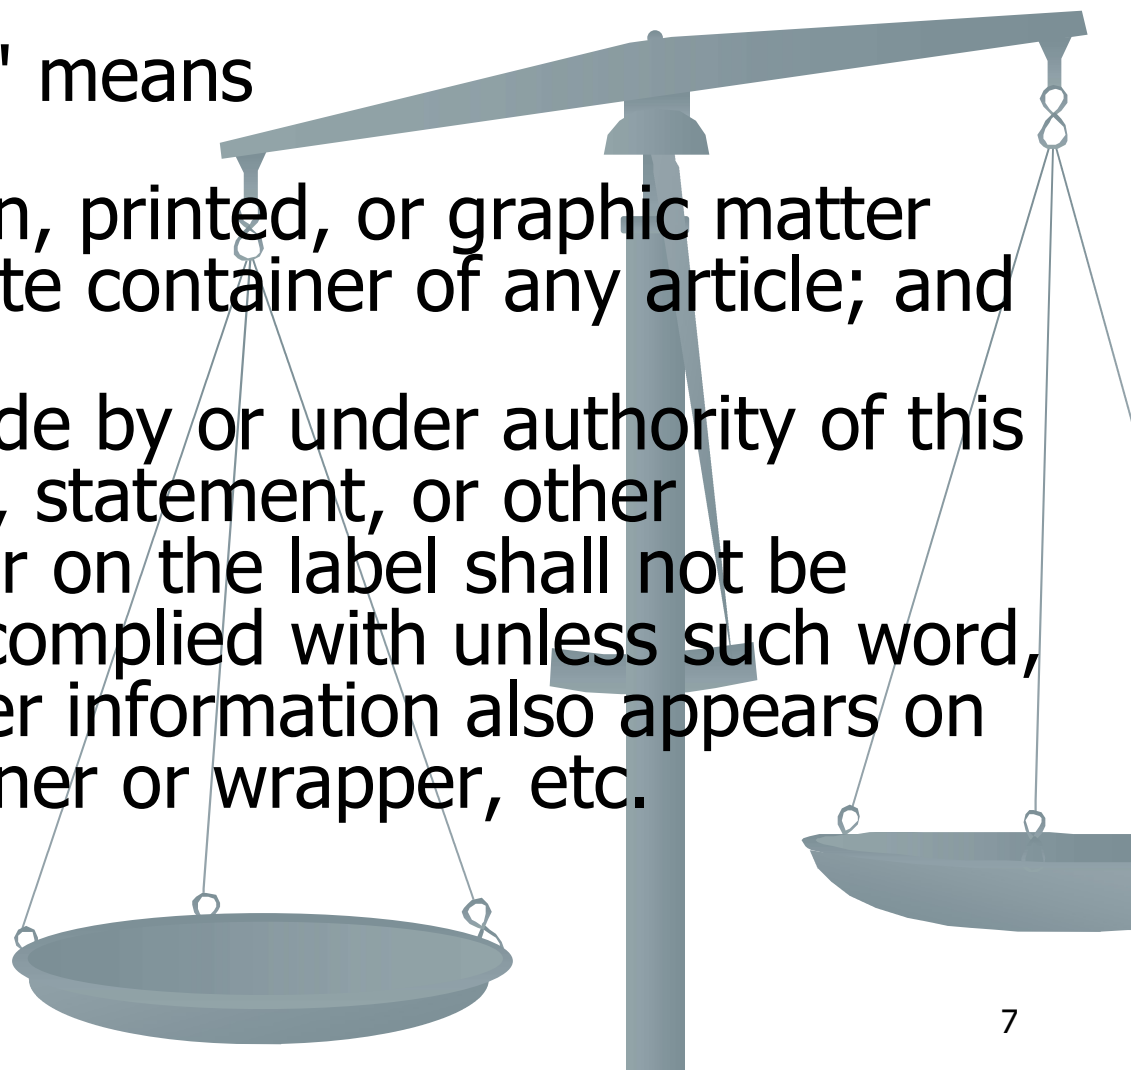 " means
n, printed, or graphic matter
te container of any article; and
de by or under authority of this
, statement, or other
r on the label shall not be
complied with unless such word,
er information also appears on
ner or wrapper, etc.
7